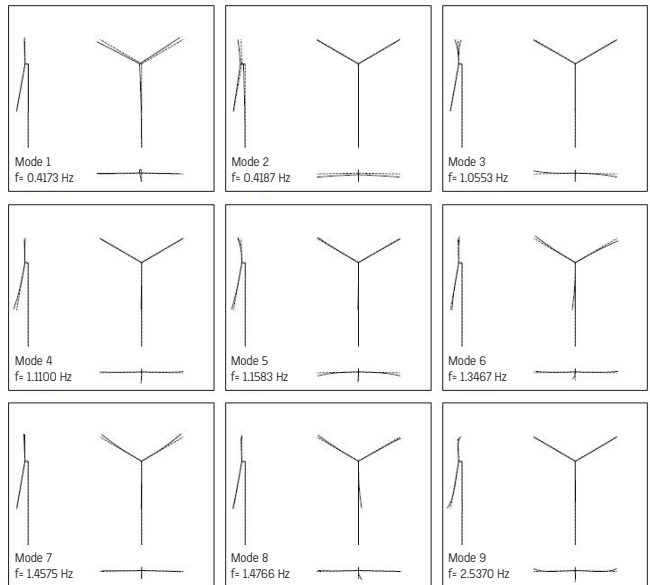 Mode 1
f= 0.4173 Hz
Mode 2
f= 0.4187 Hz
Mode 3
f= 1.0553 Hz
Mode 4
f= 1.1100 Hz
Mode 5
f= 1.1583 Hz
Mode 6
f= 1.3467 Hz
Mode 7
f= 1.4575 Hz
Mode 8
f= 1.4766 Hz
Mode 9
f= 2.5370 Hz